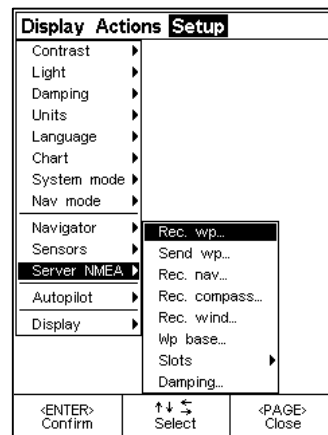 Display Actions Setup
Contrast
Light
Damping
Units
Language
Chart
System mode
Nav mode
Navigator
Sensors
Server NMEA
Autopilot
Display
Rec. wp...
Send wp...
Rec. nav...
Rec. compass...
Rec. wind...
Wp base...
Slots
Damping...
<ENTER>
Confirm
Select
<PAGE>
Close